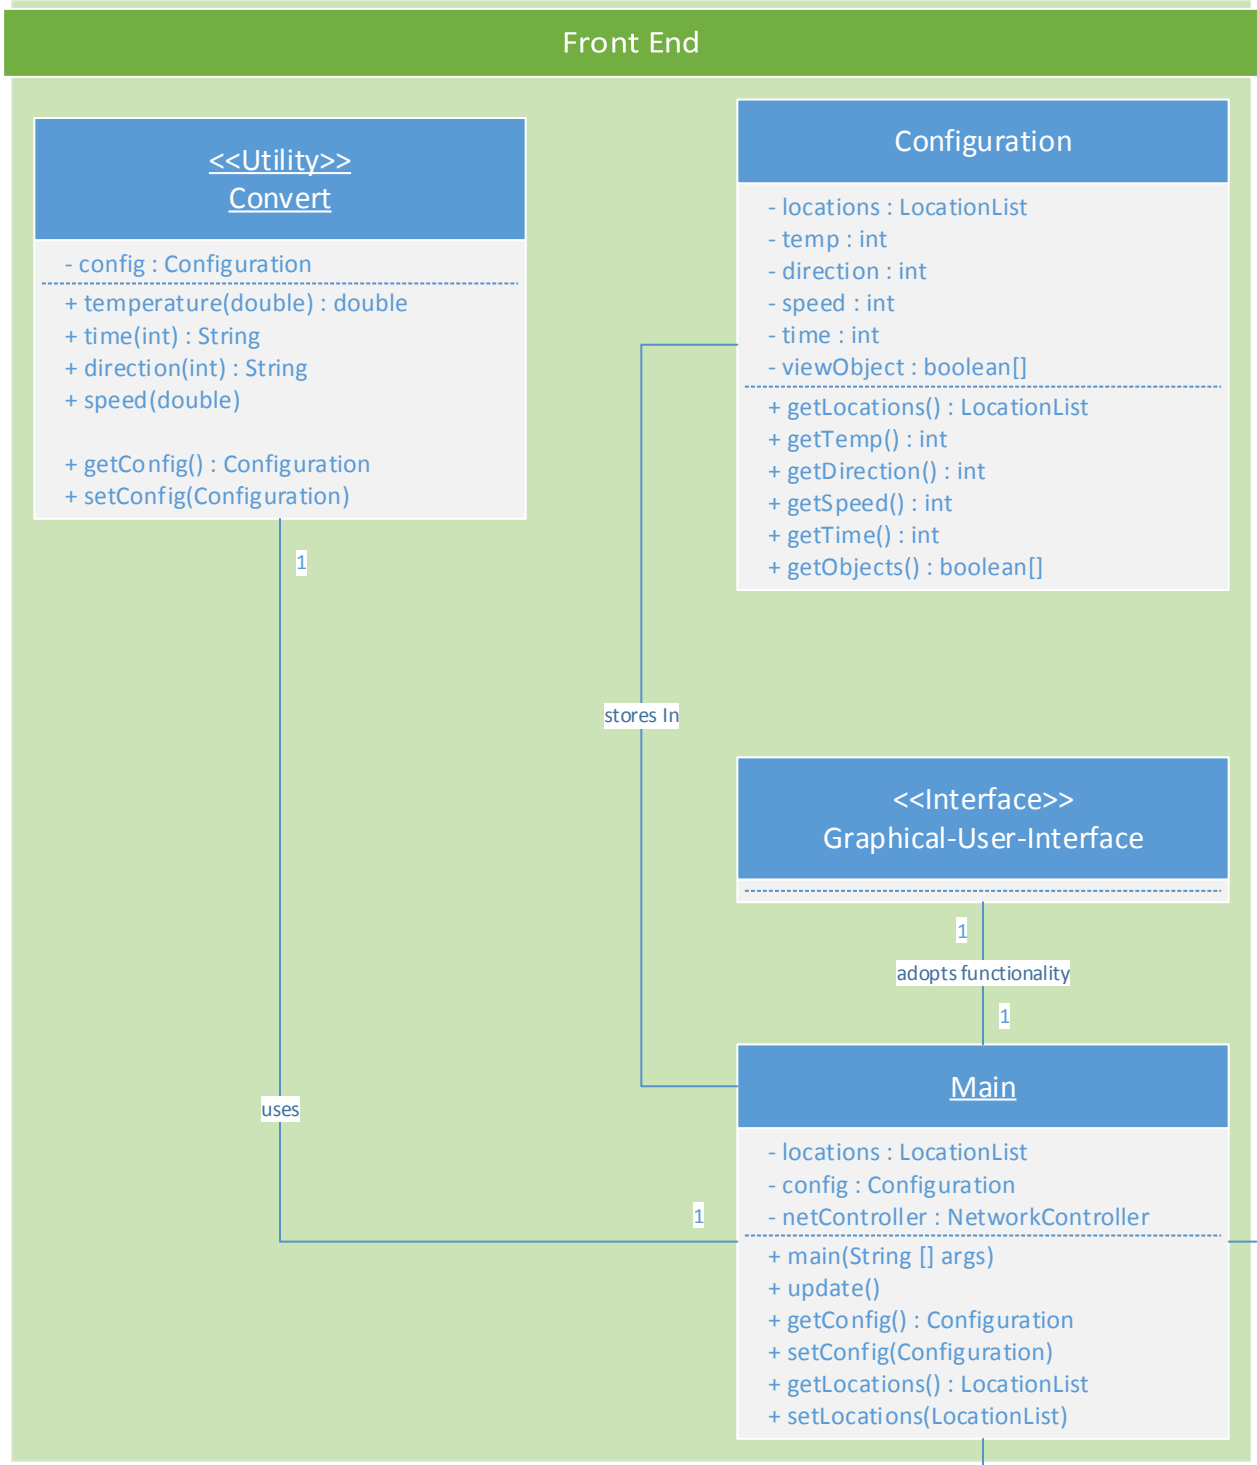 Front End
<<Utility>>
Convert
- config : Configuration
+ temperature(double) : double
+ time(int) : String
+ direction(int) : String
+ speed(double)
+ getConfig() : Configuration
+ setConfig(Configuration)
1
Configuration
- locations : LocationList
- temp : int
- direction : int
- speed : int
- time : int
- viewObject : boolean[]
+ getLocations() : LocationList
+ getTemp() : int
+ getDirection() : int
+ getSpeed() : int
+ getTime() : int
+ getObjects() : boolean[]
stores In
<<Interface>>
Graphical-User-Interface
1
adopts functionality
1
uses
1
Main
- locations : LocationList
- config : Configuration
- netController : NetworkController
+ main(String [] args)
+ update()
+ getConfig() : Configuration
+ setConfig(Configuration)
+ getLocations() : LocationList
+ setLocations(LocationList)